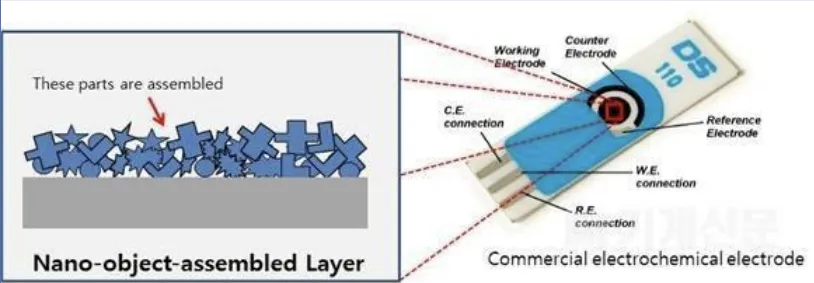 These parts are assembled
Nano-object-assembled Layer
Working
Electrode
Counter
Electrode
DS
110
C.E.
connection
Reference
Electrode
W.E.
connection
R.E.
connection
Commercial electrochemical electrode